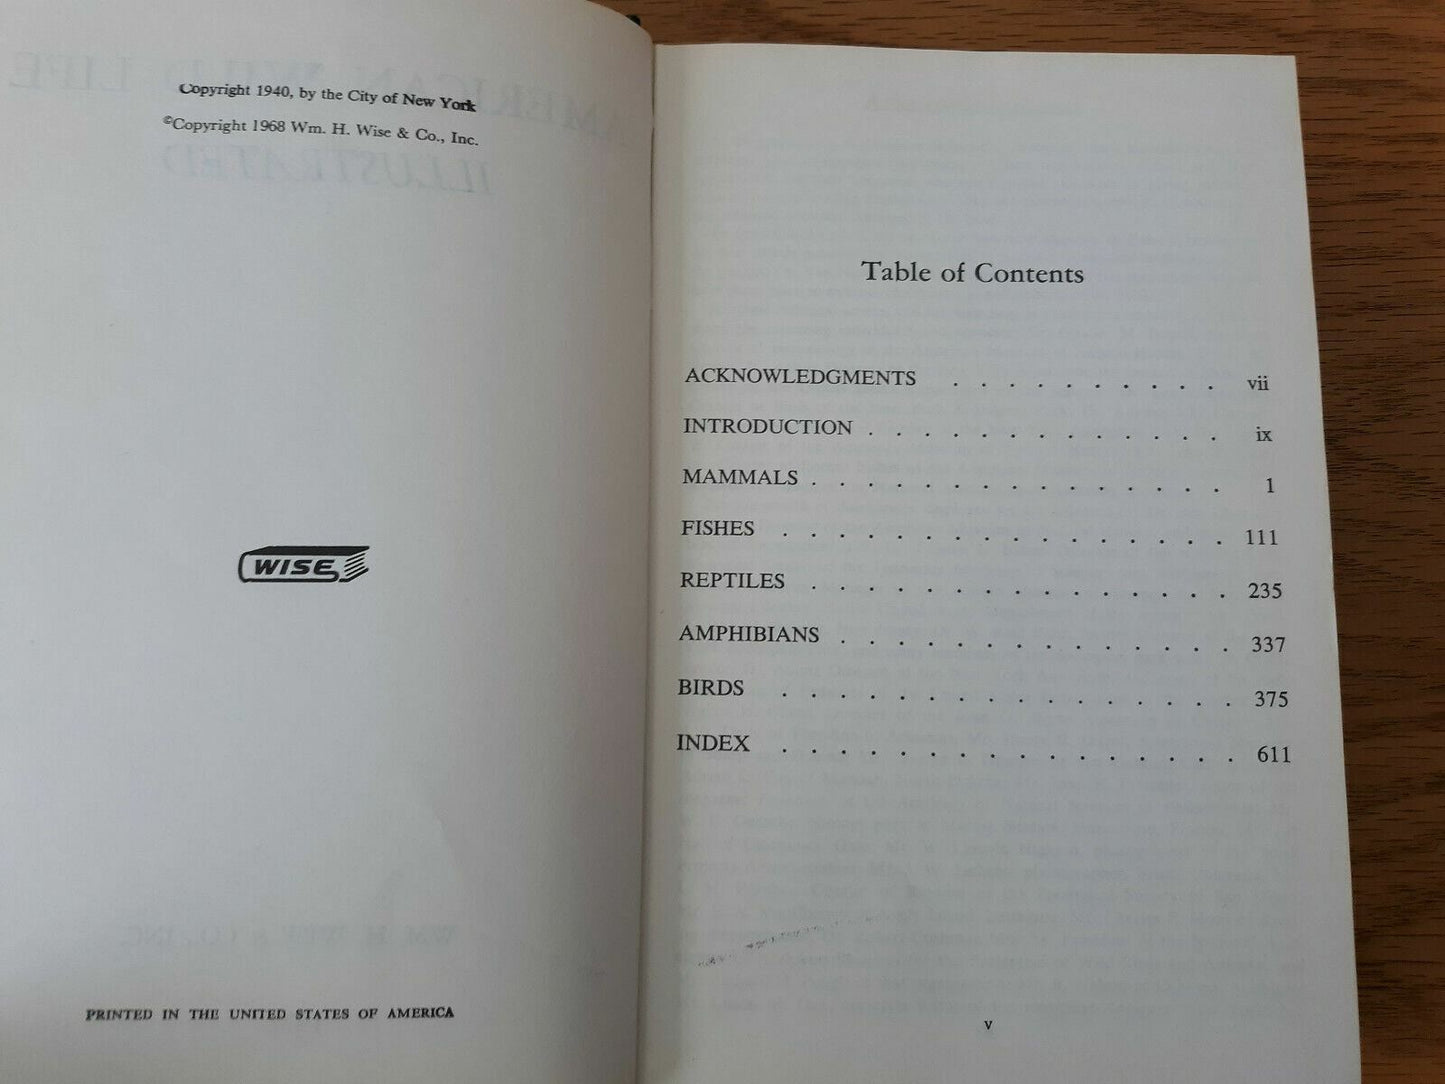 Copyright 1940, by the City of New York
©Copyright 1968 Wm. H. Wise & Co., Inc.
WISE
PRINTED IN THE UNITED STATES OF AMERICA
Table of Contents
ACKNOWLEDGMENTS . . . . . . . . . . vii
INTRODUCTION . . . . . . . . . . . . . ix
MAMMALS . . . . . . . . . . . . . . . 1
FISHES . . . . . . . . . . . . . . . . 111
REPTILES . . . . . . . . . . . . . . . 235
AMPHIBIANS . . . . . . . . . . . . . . 337
BIRDS . . . . . . . . . . . . . . . . 375
INDEX . . . . . . . . . . . . . . . . 611
v